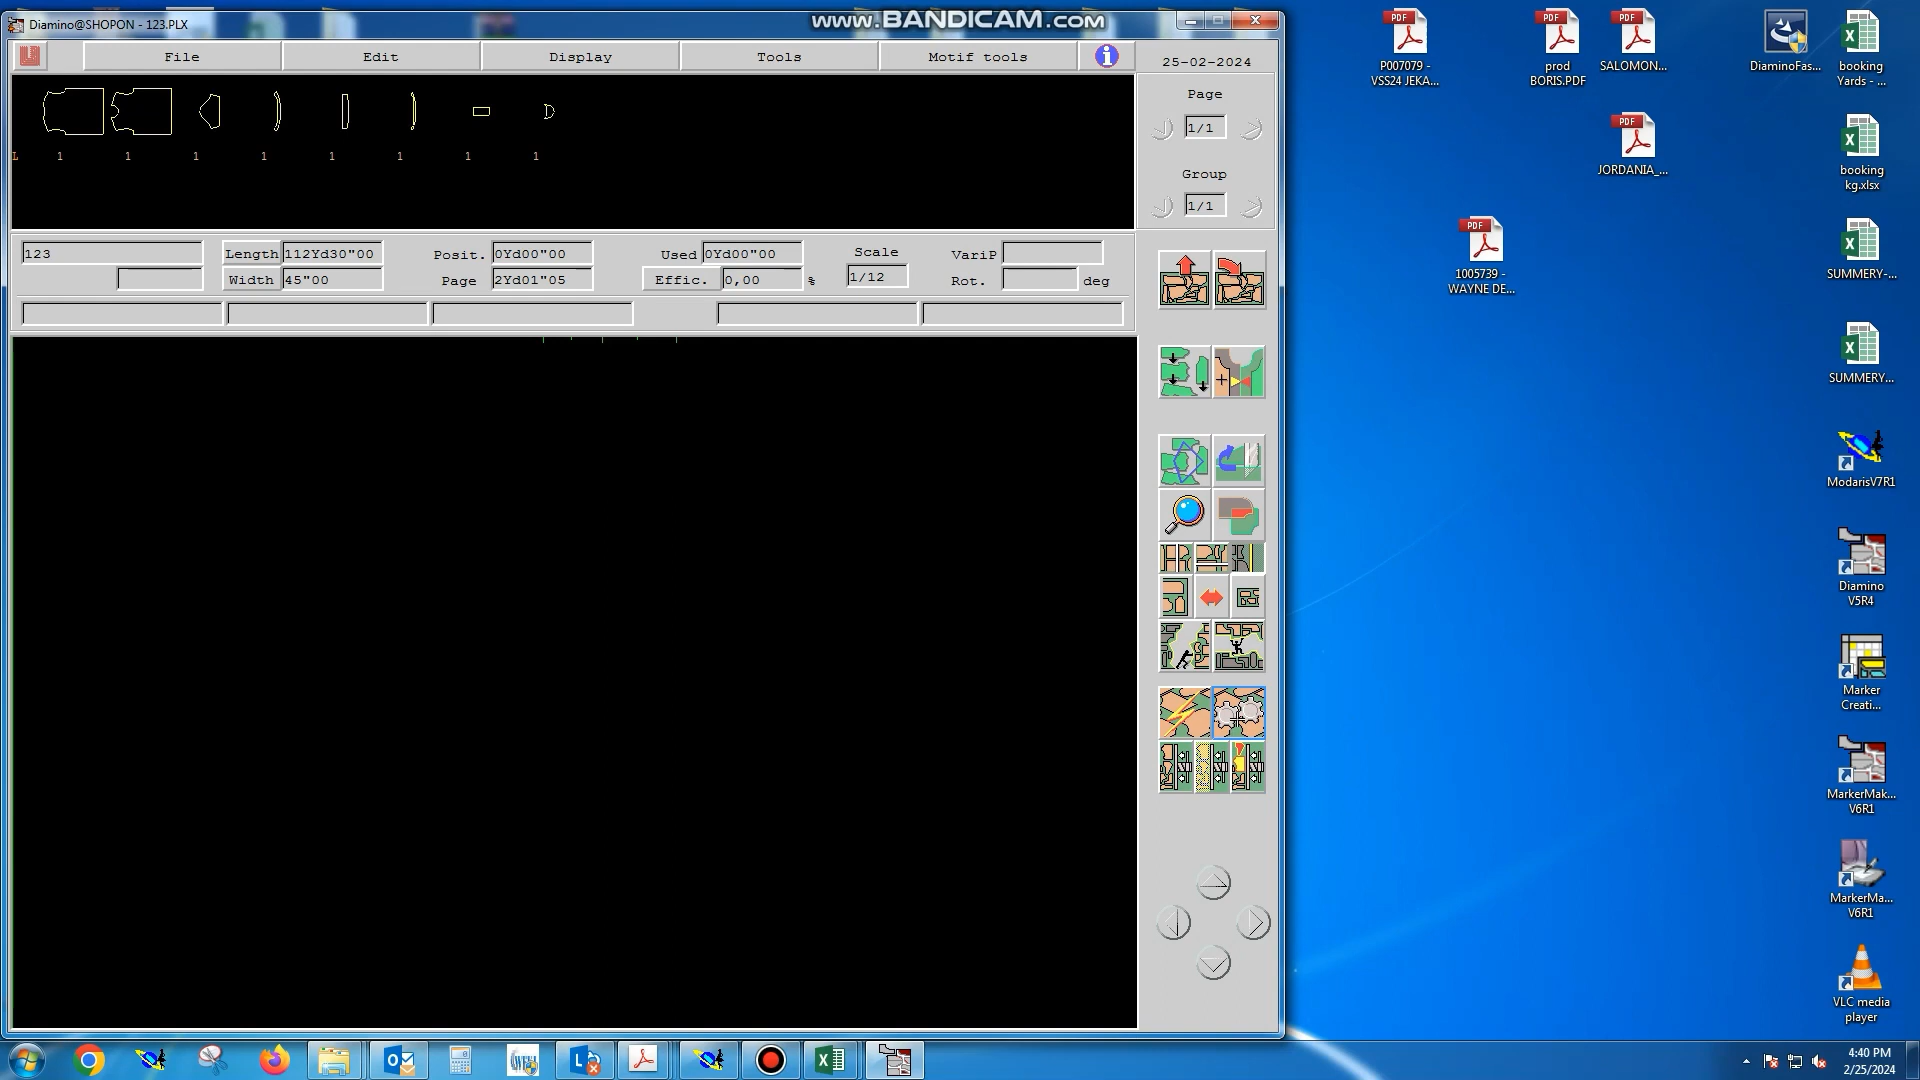 Diamino@SHOPON - 123.PLX
www.BANDICAM.com
File
Edit
Display
Tools
Motif tools
25-02-2024
Page
1/1
Group
1/1
L 1 1 1 1 1 1 1 1
123
Length 112Yd30"00
Posit. 0Yd00"00
Used 0Yd00"00
Scale
VariP
Width 45"00
Page 2Yd01"05
Effic. 0,00 %
1/12
Rot. deg
P007079 -
VSS24 JEKA...
prod
BORIS.PDF
SALOMON...
DiaminoFas...
booking
Yards - ...
JORDANIA_...
booking
kg.xlsx
1005739 -
WAYNE DE...
SUMMERY-...
SUMMERY...
ModarisV7R1
Diamino
V5R4
Marker
Creati...
MarkerMak...
V6R1
MarkerMa...
V6R1
VLC media
player
4:40 PM
2/25/2024